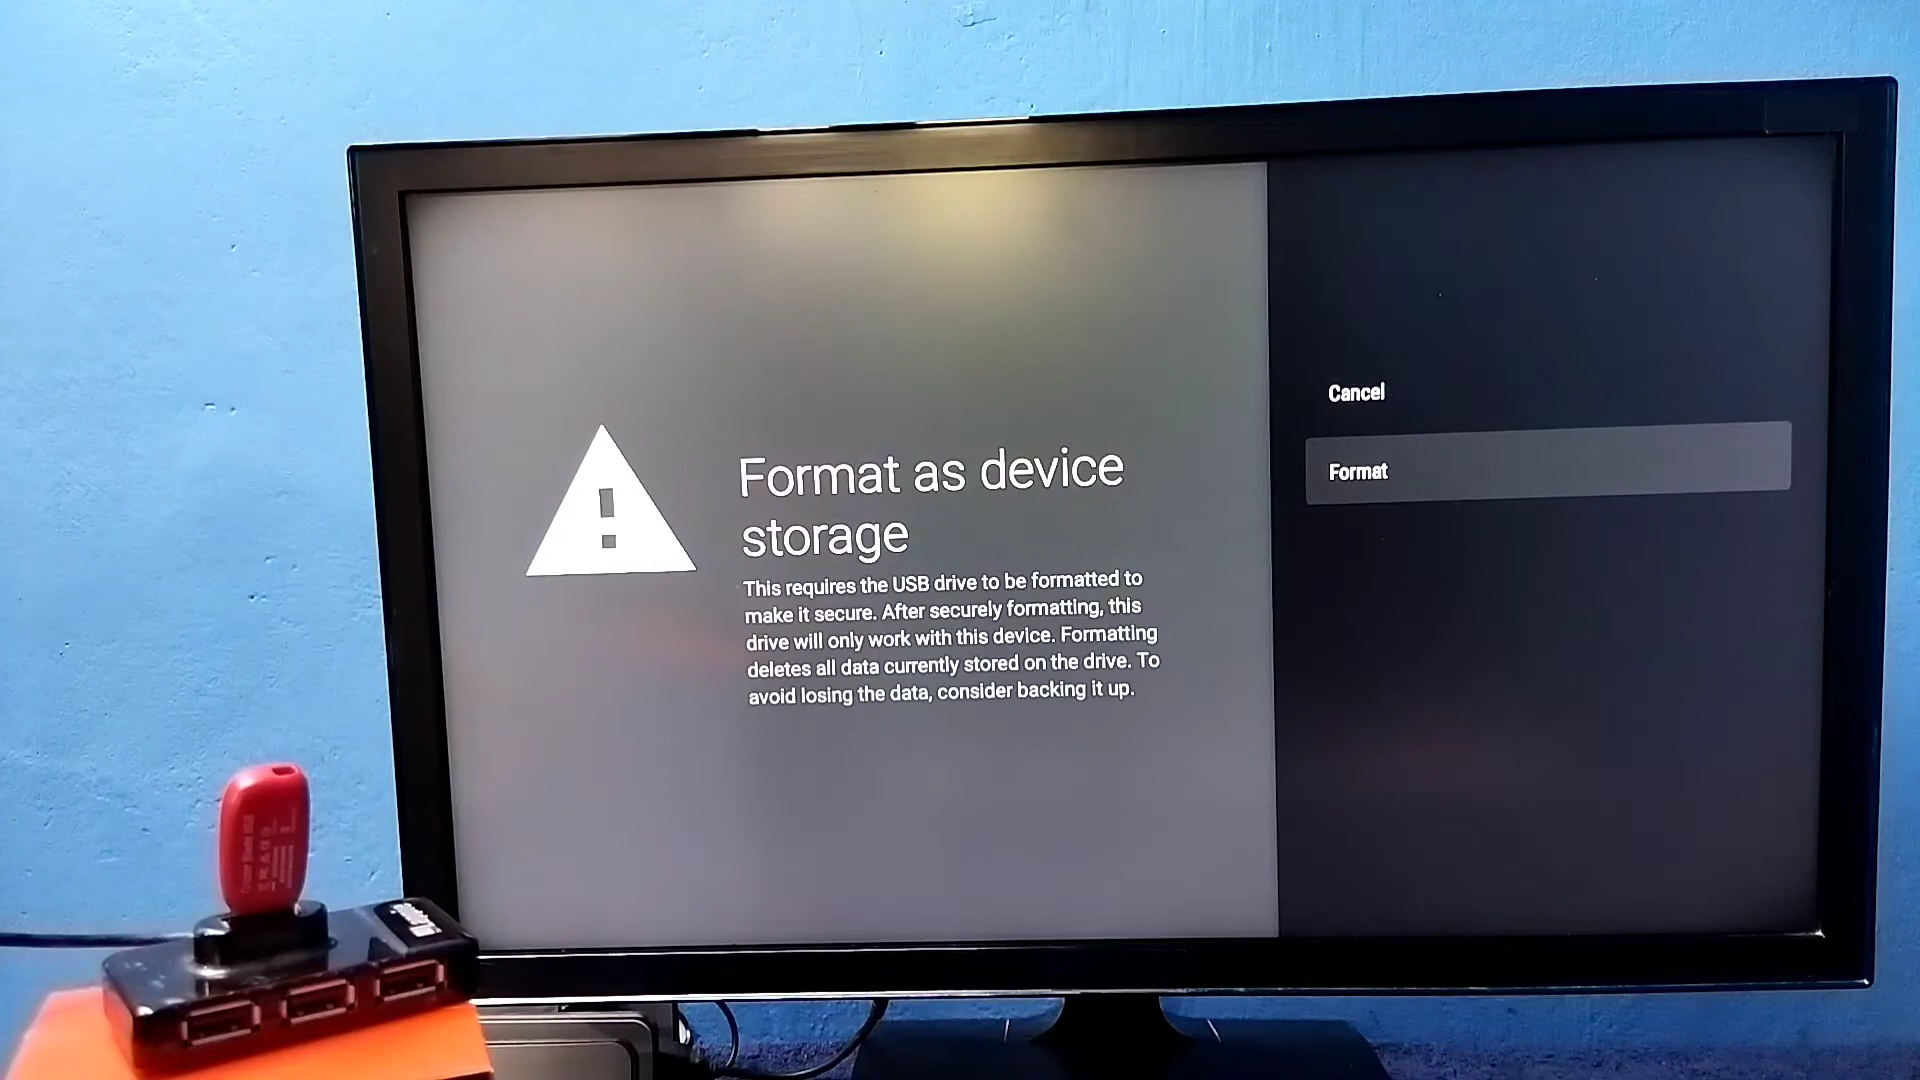 Format as device
storage
This requires the USB drive to be formatted to
make it secure. After securely formatting, this
drive will only work with this device. Formatting
deletes all data currently stored on the drive. To
avoid losing the data, consider backing it up.
Cancel
Format